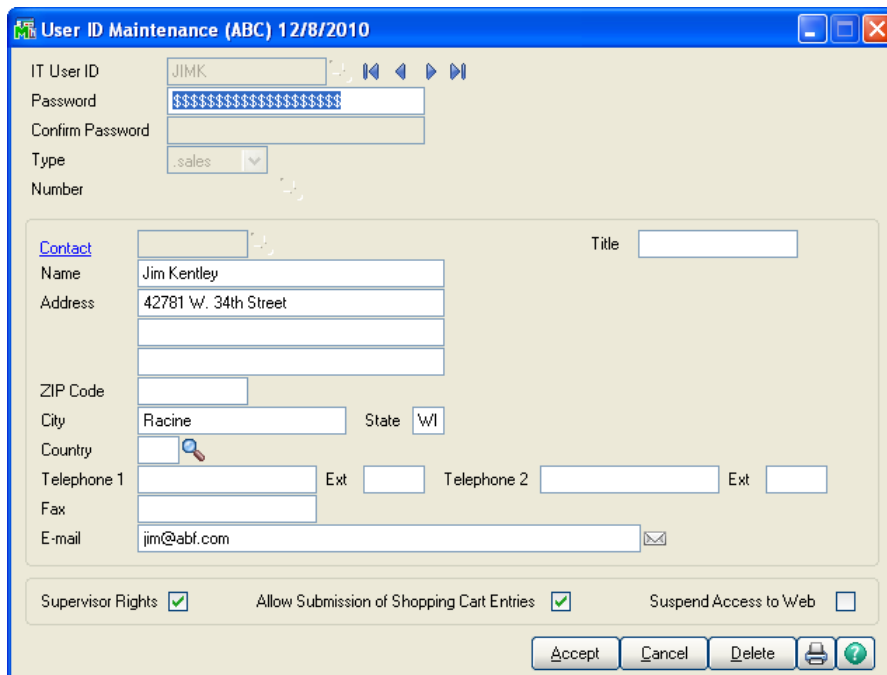 User ID Maintenance (ABC) 12/8/2010
IT User ID JIMK
Password $$$$$$$$$$$$$$$$$$$$
Confirm Password
Type .sales
Number
Contact Title
Name Jim Kentley
Address 42781 W. 34th Street
ZIP Code
City Racine State WI
Country
Telephone 1 Ext Telephone 2 Ext
Fax
E-mail jim@abf.com
Supervisor Rights Allow Submission of Shopping Cart Entries Suspend Access to Web
Accept Cancel Delete ?